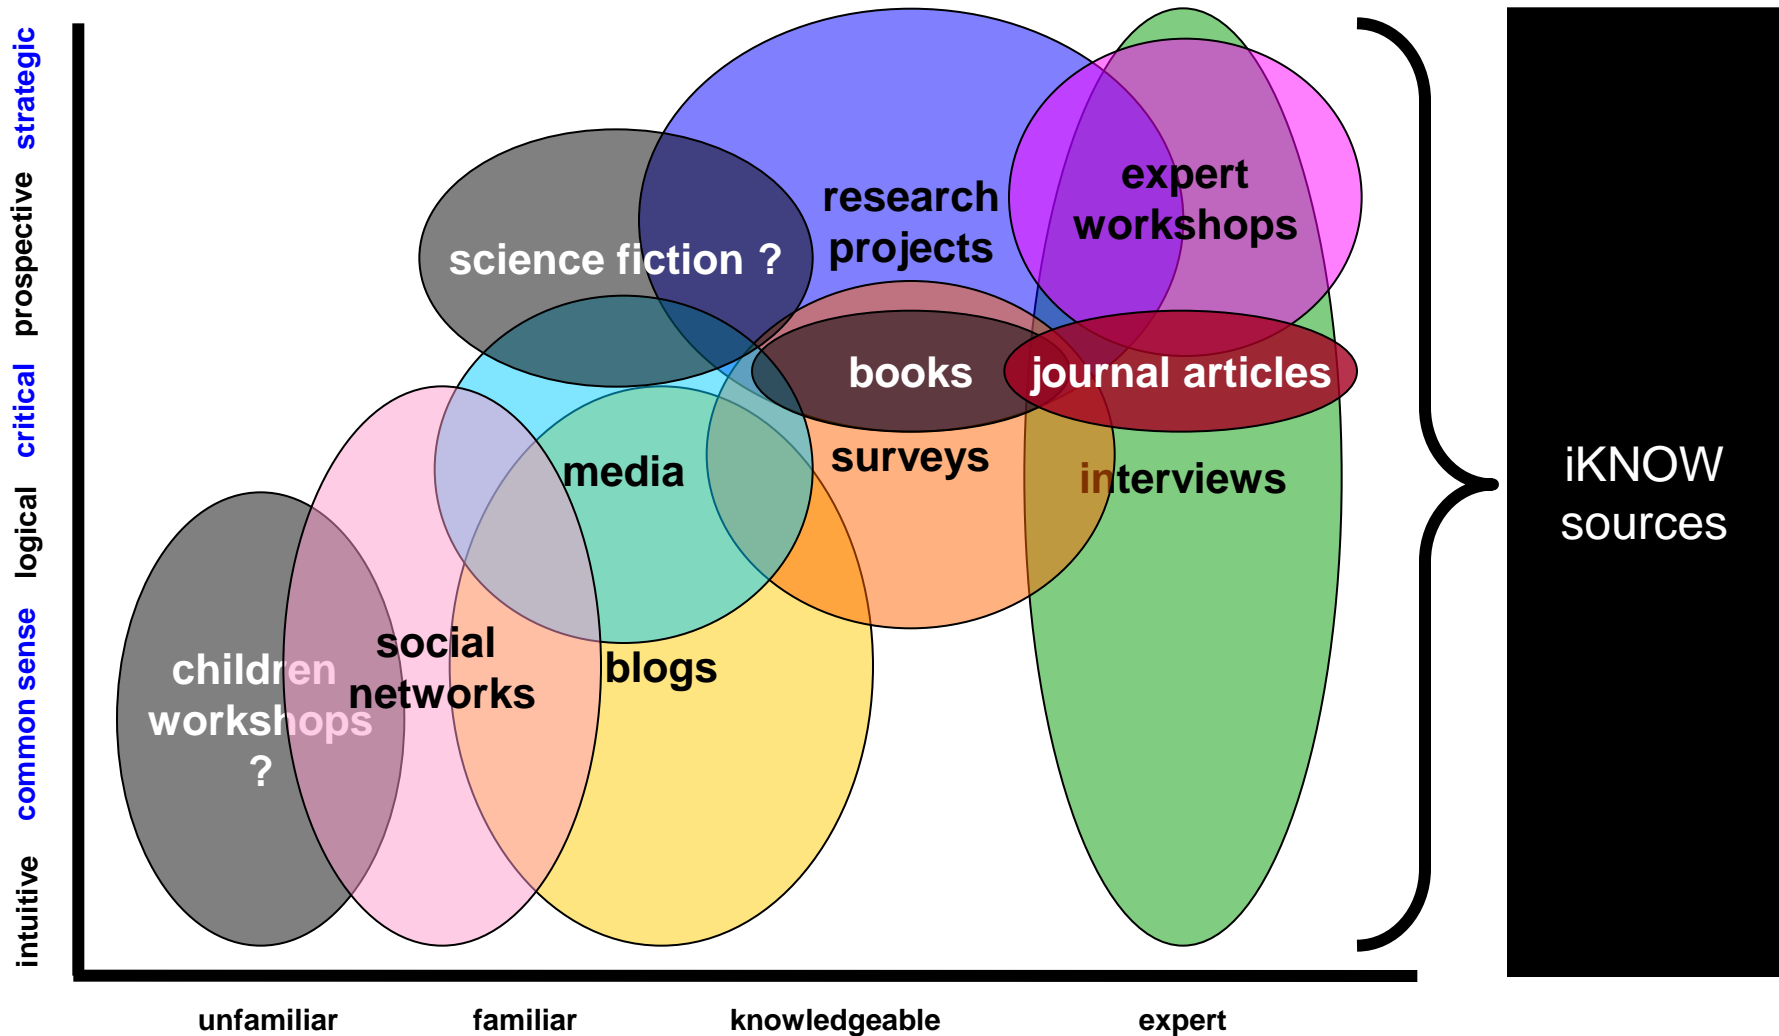 strategic
prospective
critical
logical
common sense
intuitive
research
projects
expert
workshops
science fiction ?
books
journal articles
media
surveys
interviews
social
networks
blogs
children
workshops
?
iKNOW
sources
unfamiliar
familiar
knowledgeable
expert